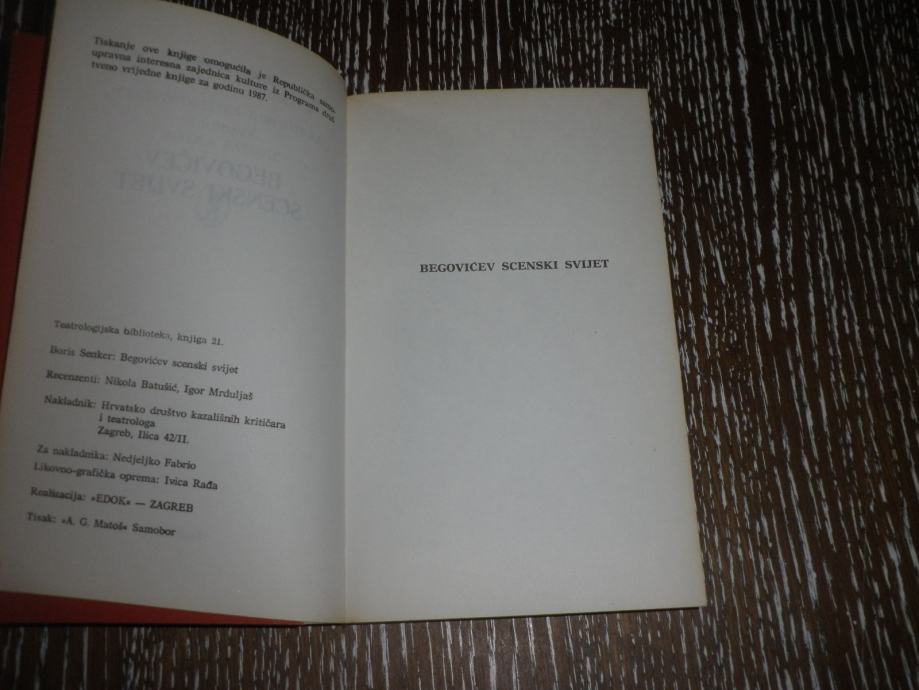 Tiskanje ove knjige omogućila je Republička samo-
upravna interesna zajednica kulture iz Programa druš
tveno vrijedne knjige za godinu 1987.
BEGOVIĆEV
SCENSKI SVIJET
Teatrologijska biblioteka, knjiga 21.
Boris Senker: Begovićev scenski svijet
Recenzenti: Nikola Batušić, Igor Mrduljaš
Nakladnik: Hrvatsko društvo kazališnih kritičara
i teatrologa
Zagreb, Ilica 42/II.
Za nakladnika: Nedjeljko Fabrio
Likovno-grafička oprema: Ivica Rađa
Realizacija: »EDOK« — ZAGREB
Tisak: »A. G. Matoš« Samobor
BEGOVIĆEV SCENSKI SVIJET